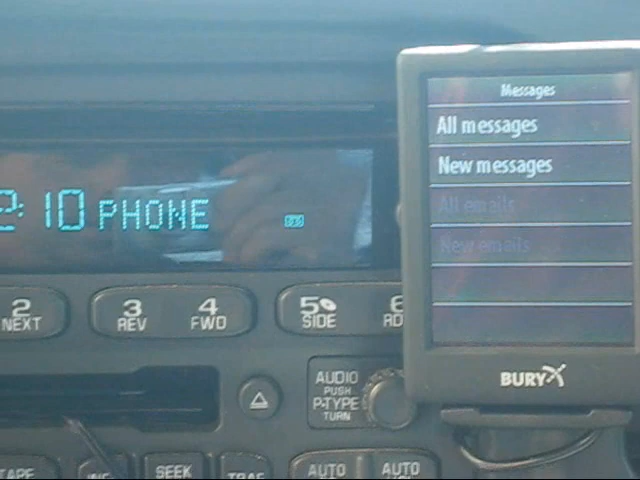 2:10 PHONE
Messages
All messages
New messages
All emails
New emails
BURY
2 NEXT
3 REV
4 FWD
5 SIDE
6
AUDIO
PUSH
P-TYPE
TURN
TAPE
SEEK
AUTO
AUTO